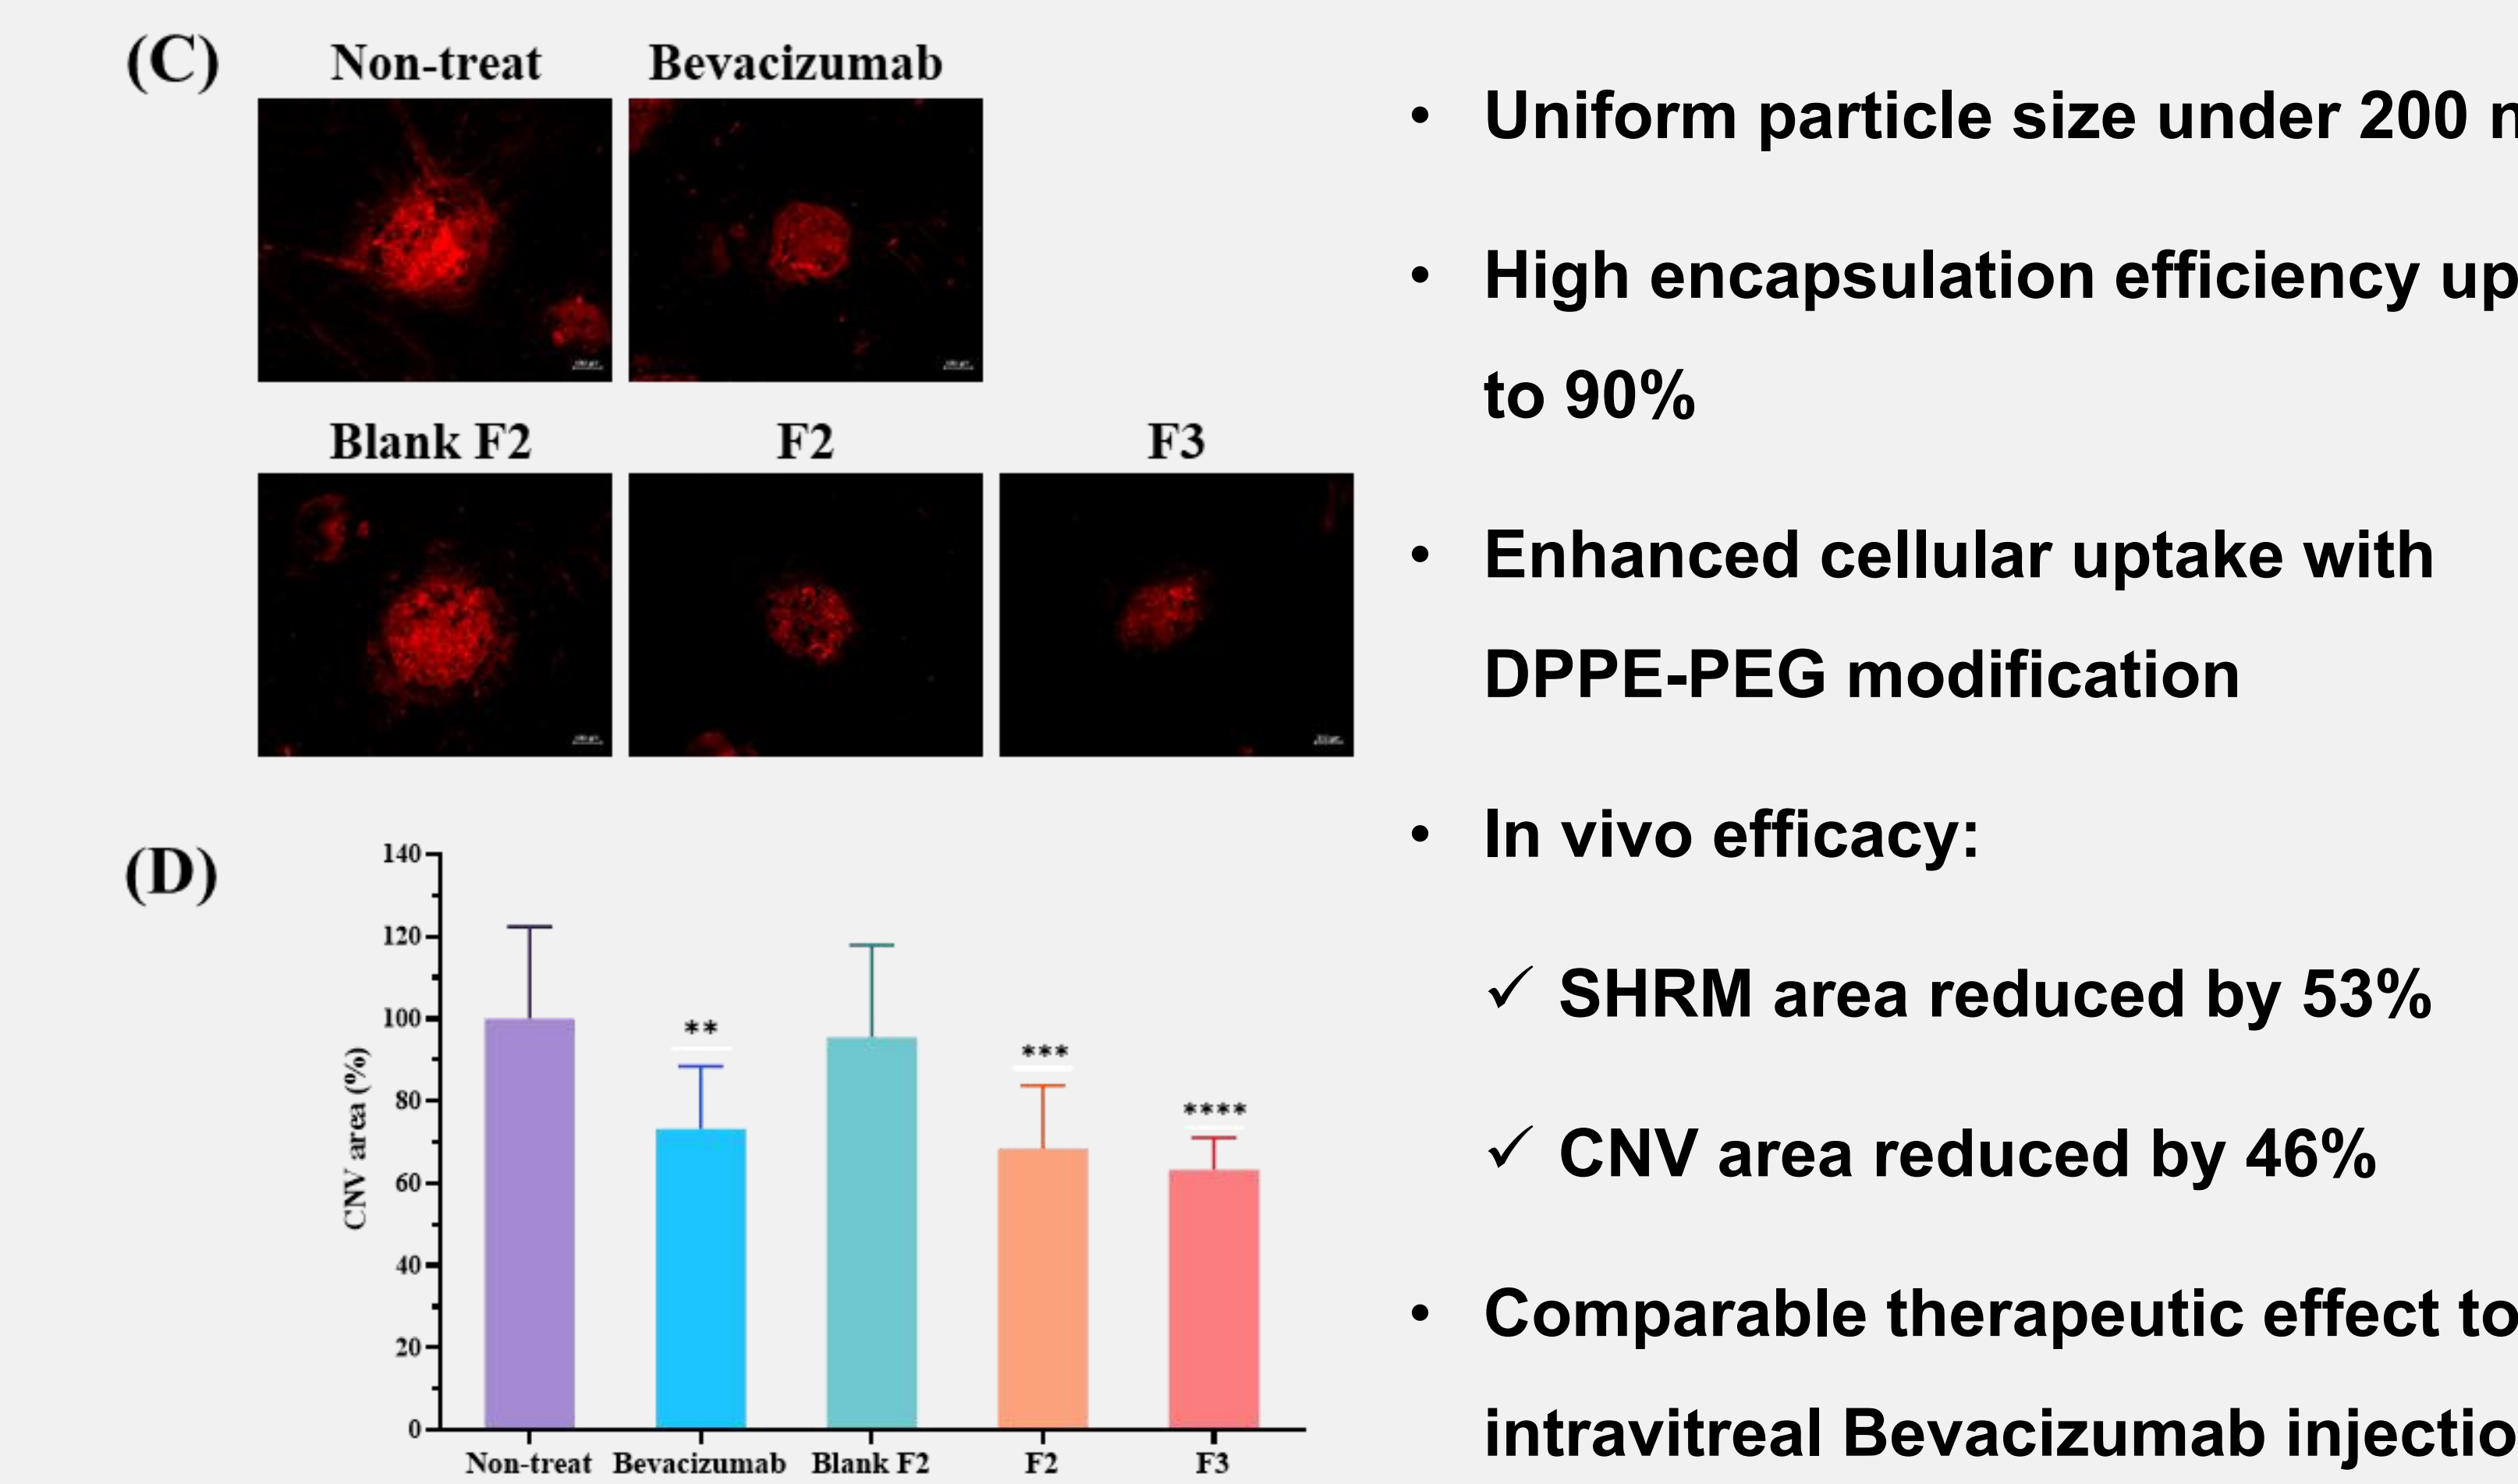 (C)
Non-treat Bevacizumab
Blank F2 F2 F3
(D)
140
120
100
80
60
40
20
0
CNV area (%)
**
***
****
Non-treat Bevacizumab Blank F2 F2 F3
• Uniform particle size under 200 n
• High encapsulation efficiency up
to 90%
• Enhanced cellular uptake with
DPPE-PEG modification
• In vivo efficacy:
✓ SHRM area reduced by 53%
✓ CNV area reduced by 46%
• Comparable therapeutic effect to
intravitreal Bevacizumab injectio